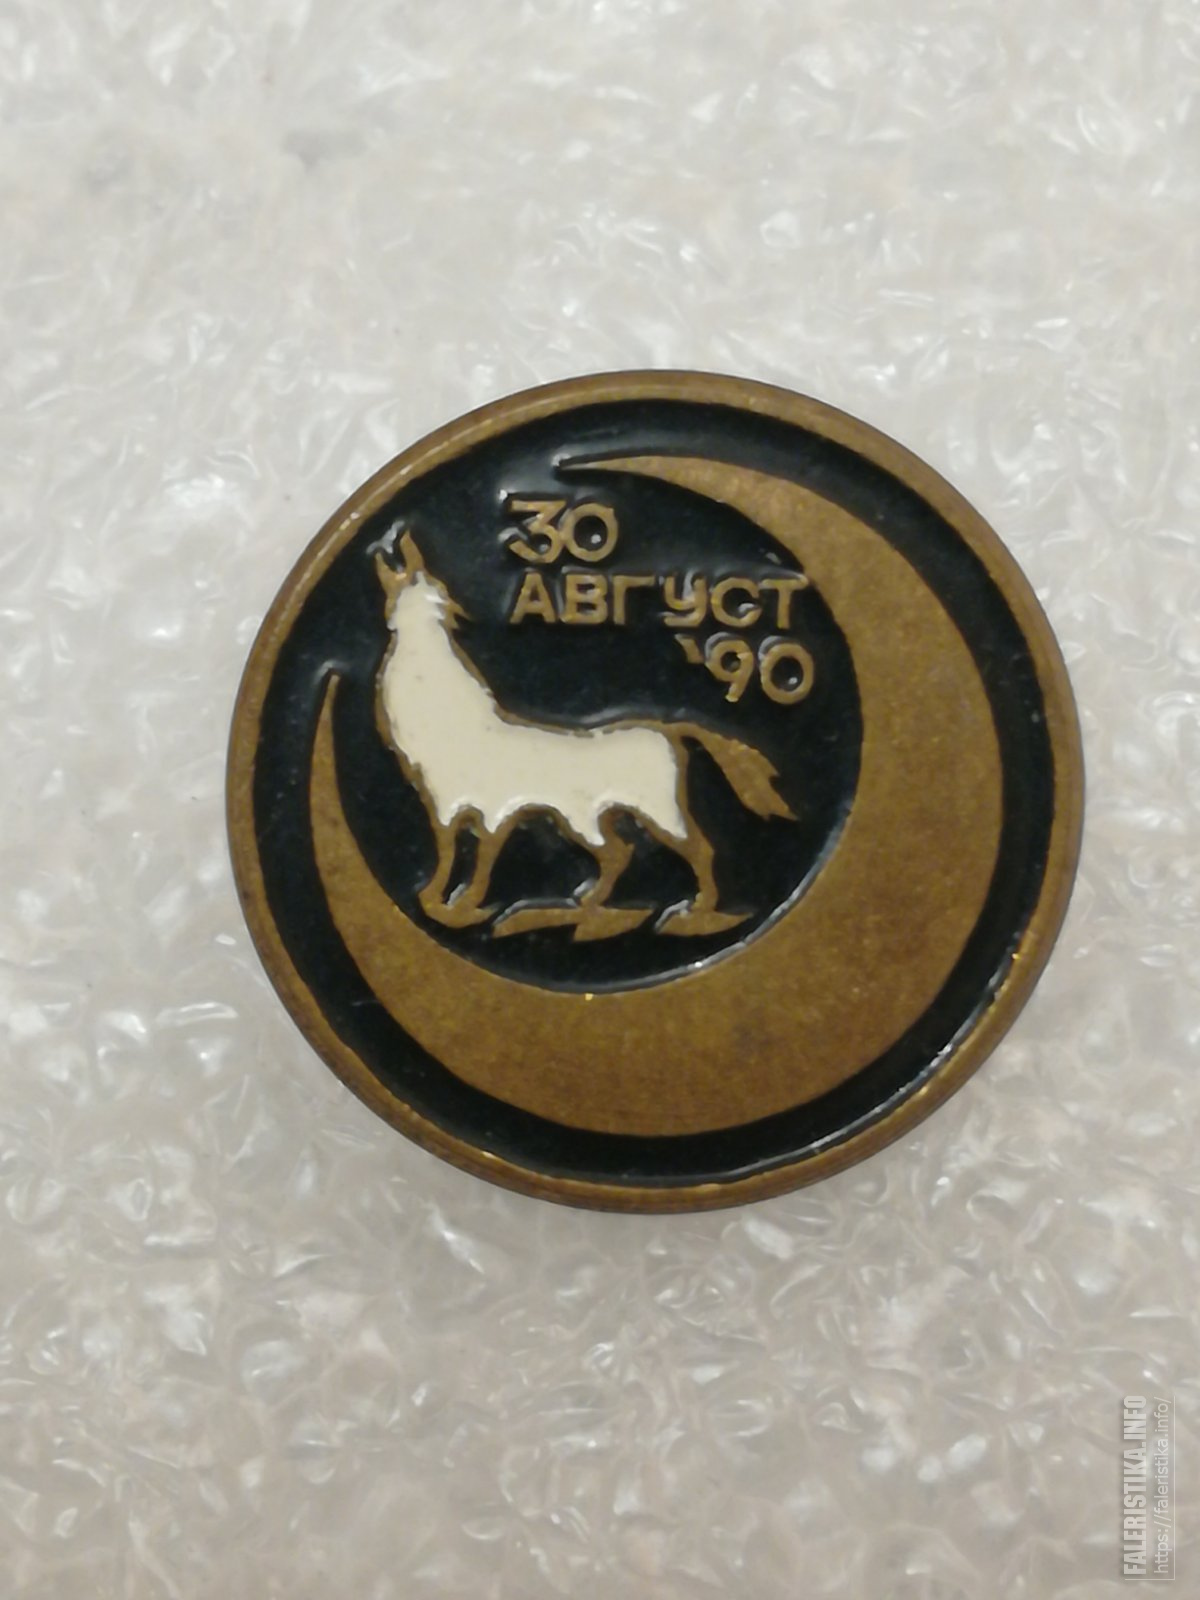 30
АВГУСТ
'90
FALERISTIKA.INFO
https://faleristika.info/